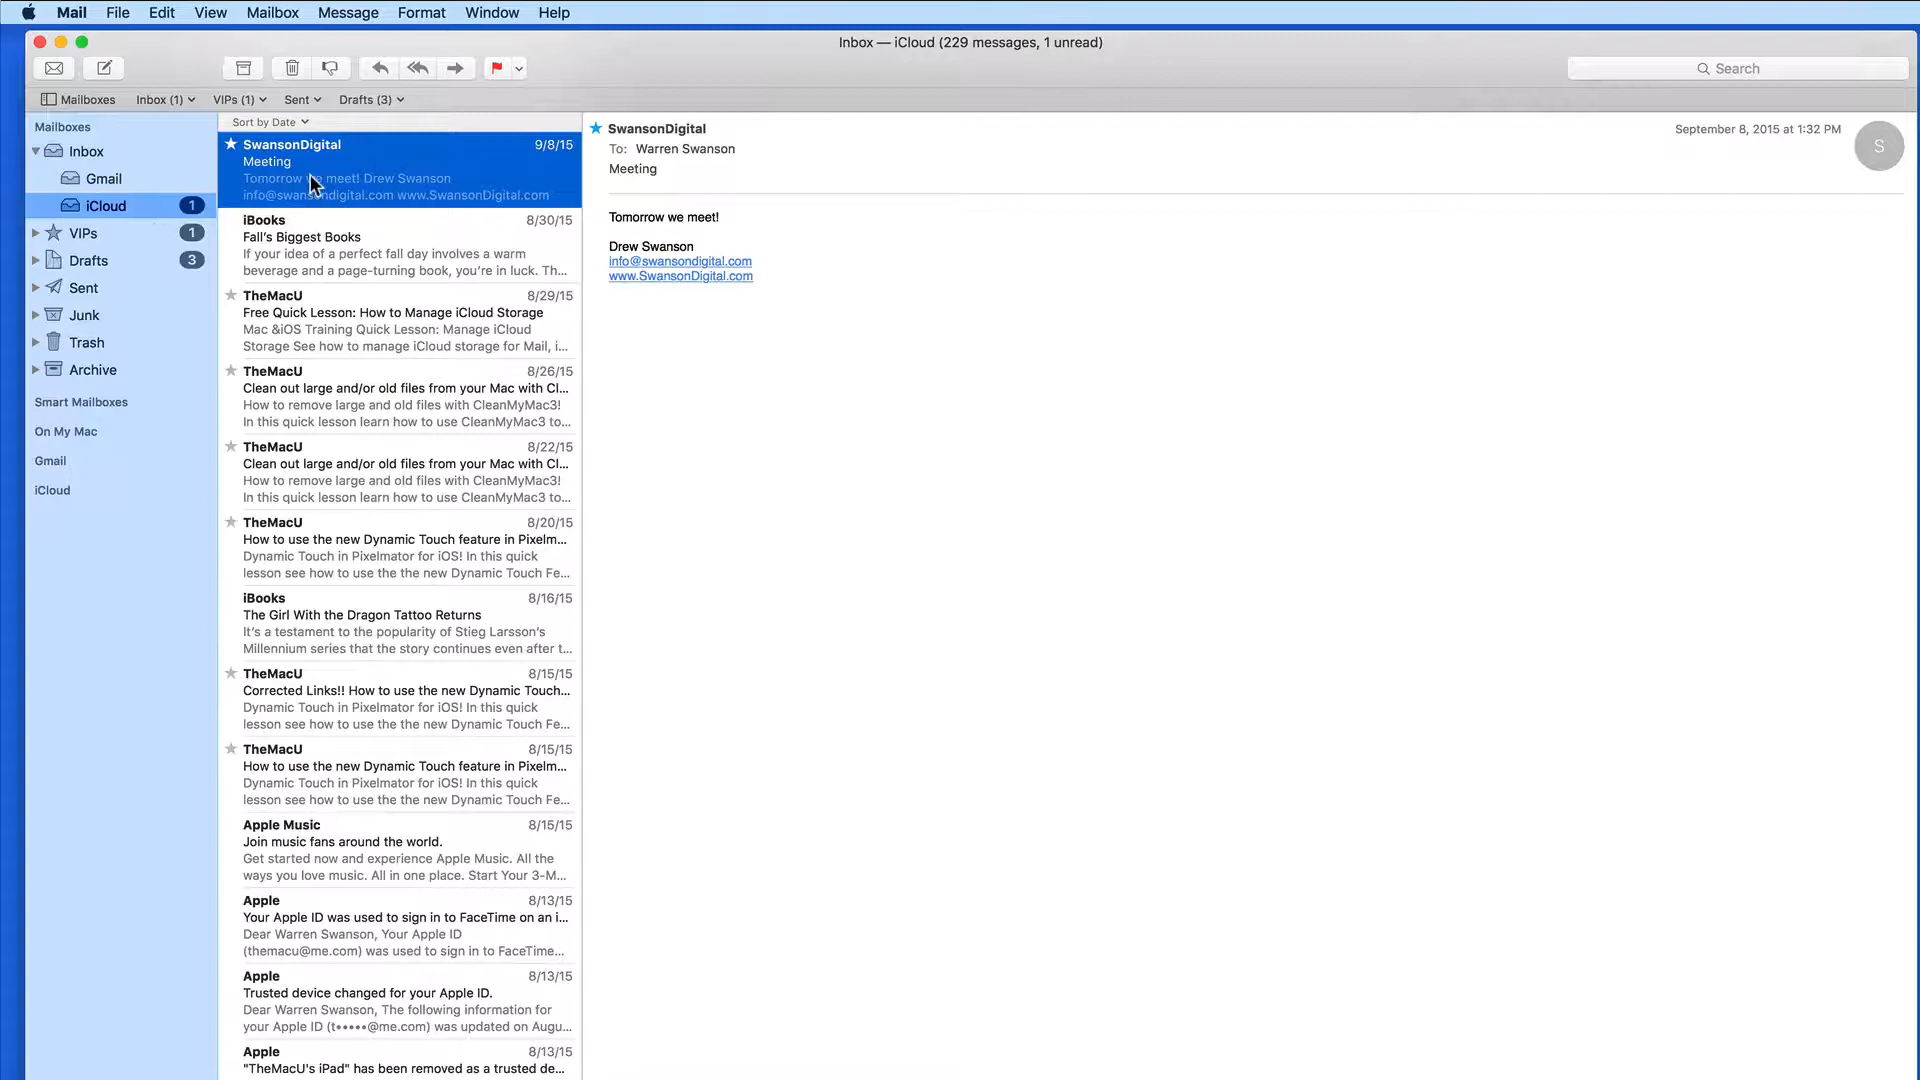 Mail File Edit View Mailbox Message Format Window Help
Inbox — iCloud (229 messages, 1 unread)
Search
Mailboxes Inbox (1) VIPs (1) Sent Drafts (3)
Mailboxes
Inbox
Gmail
iCloud 1
VIPs 1
Drafts 3
Sent
Junk
Trash
Archive
Smart Mailboxes
On My Mac
Gmail
iCloud
Sort by Date
SwansonDigital 9/8/15
Meeting
Tomorrow we meet! Drew Swanson
info@swansondigital.com www.SwansonDigital.com
iBooks 8/30/15
Fall's Biggest Books
If your idea of a perfect fall day involves a warm
beverage and a page-turning book, you're in luck. Th...
TheMacU 8/29/15
Free Quick Lesson: How to Manage iCloud Storage
Mac &iOS Training Quick Lesson: Manage iCloud
Storage See how to manage iCloud storage for Mail, i...
TheMacU 8/26/15
Clean out large and/or old files from your Mac with Cl...
How to remove large and old files with CleanMyMac3!
In this quick lesson learn how to use CleanMyMac3 to...
TheMacU 8/22/15
Clean out large and/or old files from your Mac with Cl...
How to remove large and old files with CleanMyMac3!
In this quick lesson learn how to use CleanMyMac3 to...
TheMacU 8/20/15
How to use the new Dynamic Touch feature in Pixelm...
Dynamic Touch in Pixelmator for iOS! In this quick
lesson see how to use the the new Dynamic Touch Fe...
iBooks 8/16/15
The Girl With the Dragon Tattoo Returns
It's a testament to the popularity of Stieg Larsson's
Millennium series that the story continues even after t...
TheMacU 8/15/15
Corrected Links!! How to use the new Dynamic Touch...
Dynamic Touch in Pixelmator for iOS! In this quick
lesson see how to use the the new Dynamic Touch Fe...
TheMacU 8/15/15
How to use the new Dynamic Touch feature in Pixelm...
Dynamic Touch in Pixelmator for iOS! In this quick
lesson see how to use the the new Dynamic Touch Fe...
Apple Music 8/15/15
Join music fans around the world.
Get started now and experience Apple Music. All the
ways you love music. All in one place. Start Your 3-M...
Apple 8/13/15
Your Apple ID was used to sign in to FaceTime on an i...
Dear Warren Swanson, Your Apple ID
(themacu@me.com) was used to sign in to FaceTime...
Apple 8/13/15
Trusted device changed for your Apple ID.
Dear Warren Swanson, The following information for
your Apple ID (t•••••@me.com) was updated on Augu...
Apple 8/13/15
"TheMacU's iPad" has been removed as a trusted de...
SwansonDigital September 8, 2015 at 1:32 PM
S
To: Warren Swanson
Meeting
Tomorrow we meet!
Drew Swanson
info@swansondigital.com
www.SwansonDigital.com